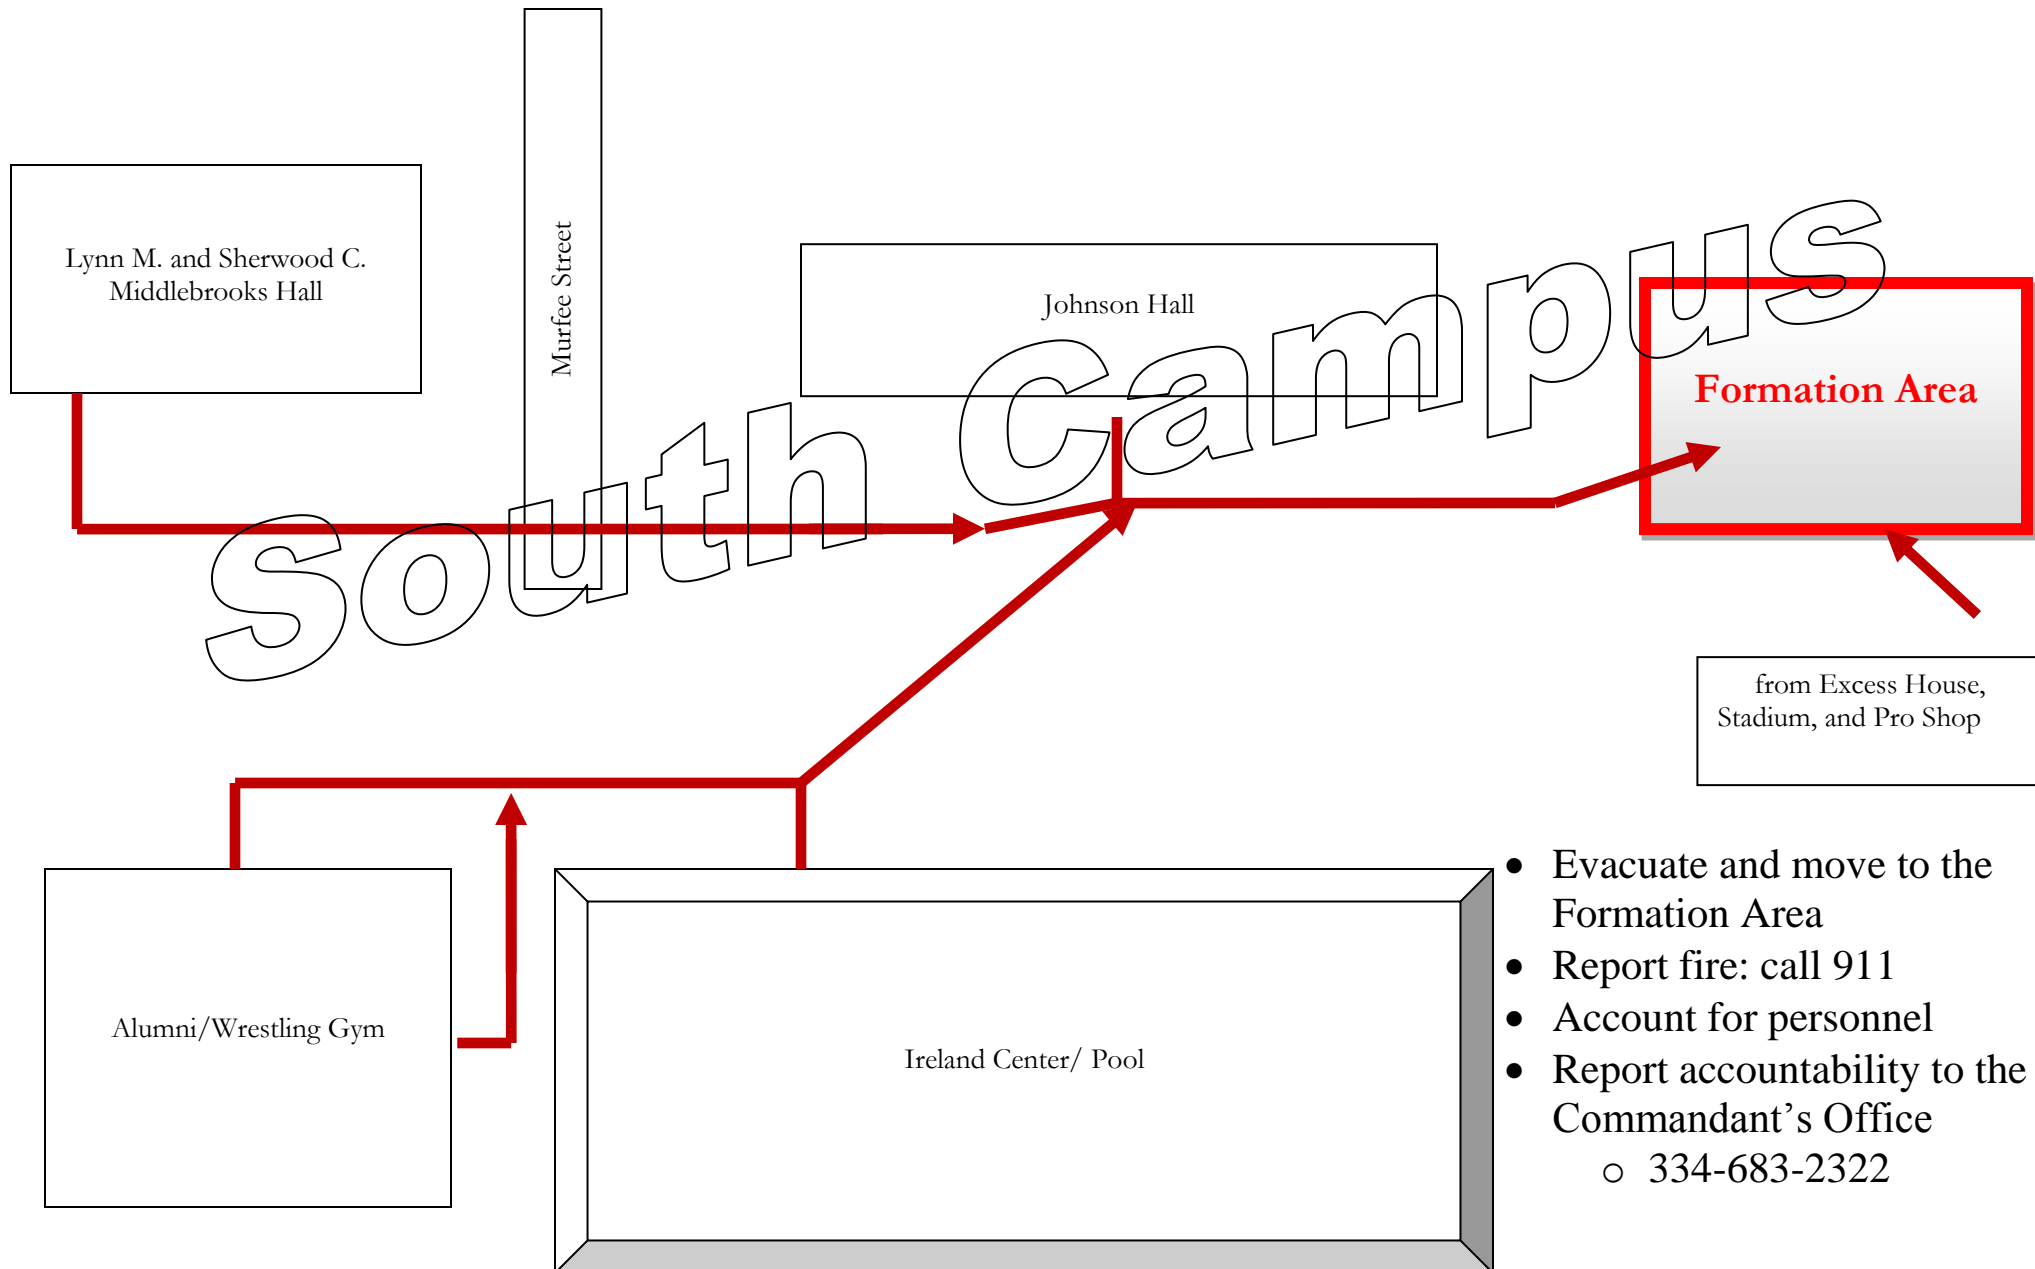 Lynn M. and Sherwood C.
Middlebrooks Hall
Murfee Street
Johnson Hall
South Campus
Formation Area
from Excess House,
Stadium, and Pro Shop
Alumni/Wrestling Gym
Ireland Center/ Pool
• Evacuate and move to the
Formation Area
• Report fire: call 911
• Account for personnel
• Report accountability to the
Commandant’s Office
o 334-683-2322